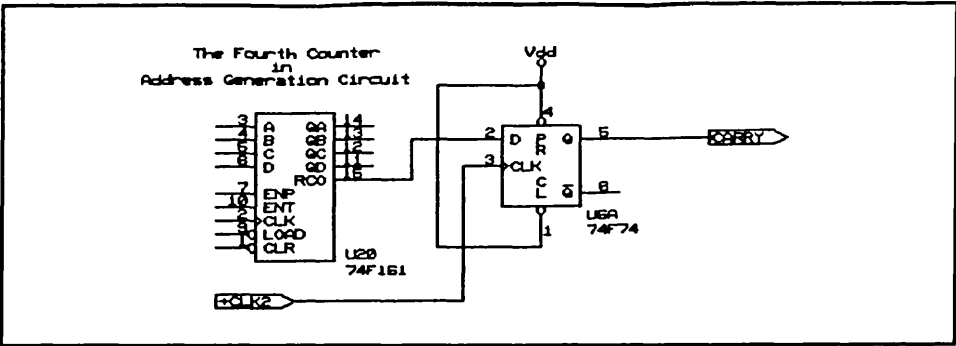 The Fourth Counter
in
Address Generation Circuit
Vdd
3 A QA 14
4 B QB 13
5 C QC 12
6 D QD 11
RCO 15
7 ENP
10 ENT
2 CLK
9 LOAD
1 CLR
U20
74F161
4
2 D PR Q 5
3 CLK
CL Q 6
1
U6A
74F74
CARRY
+CLK2